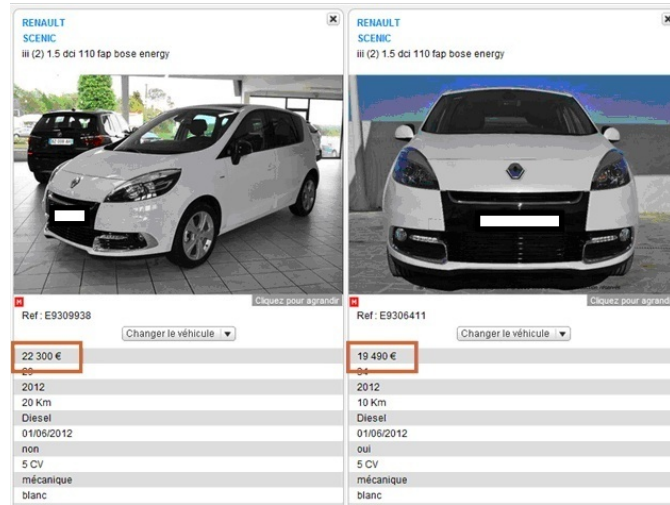 RENAULT
SCENIC
iii (2) 1.5 dci 110 fap bose energy
Cliquez pour agrandir
Ref : E9309938
Changer le véhicule
22 300 €
2012
20 Km
Diesel
01/06/2012
non
5 CV
mécanique
blanc
RENAULT
SCENIC
iii (2) 1.5 dci 110 fap bose energy
Cliquez pour agrandi
Ref : E9306411
Changer le véhicule
19 490 €
2012
10 Km
Diesel
01/06/2012
oui
5 CV
mécanique
blanc